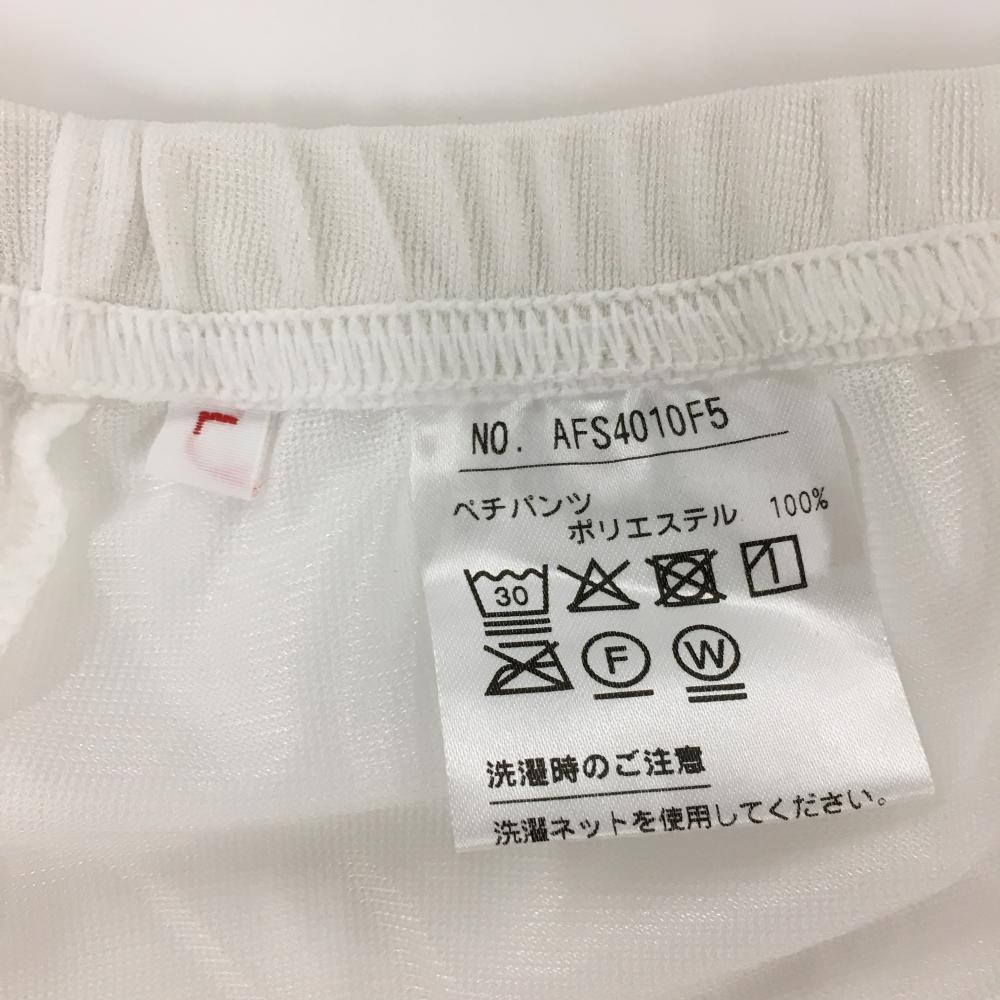 L
NO. AFS4010F5
ペチパンツ
ポリエステル 100%
30
F W
洗濯時のご注意
洗濯ネットを使用してください。